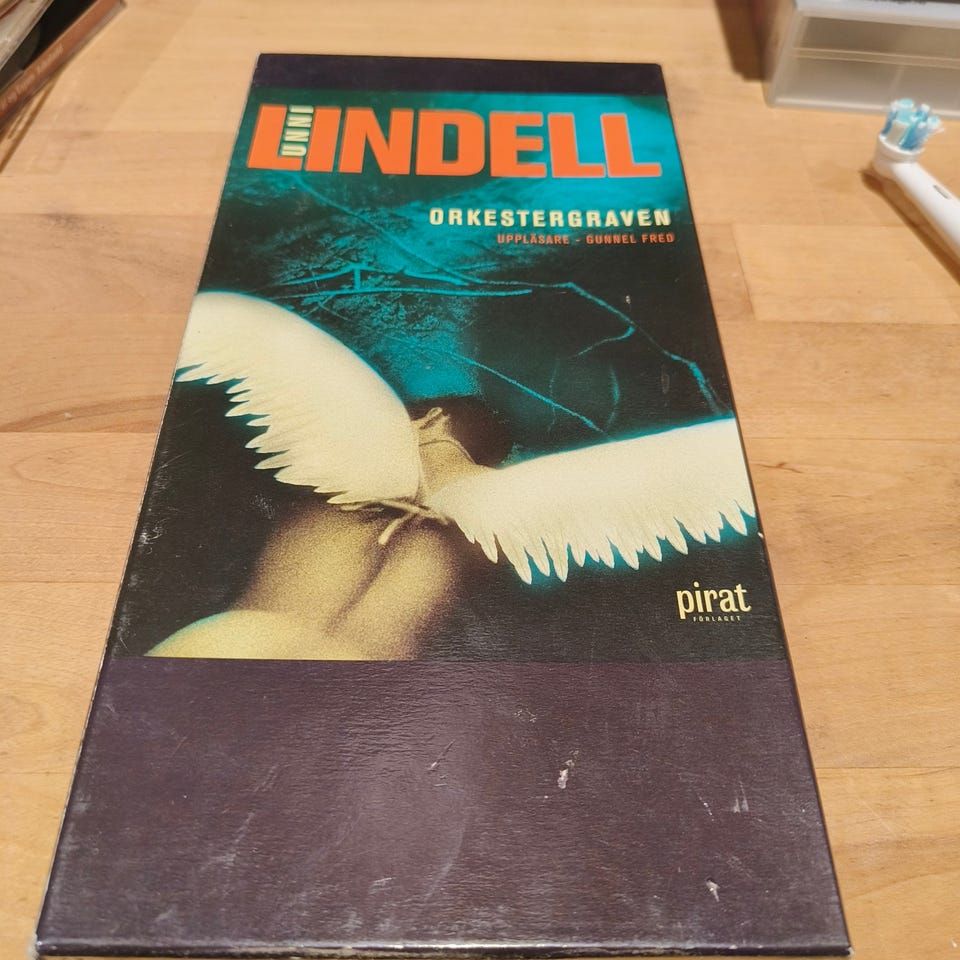 UNNI
LINDELL
ORKESTERGRAVEN
UPPLÄSARE - GUNNEL FRED
pirat
FÖRLAGET